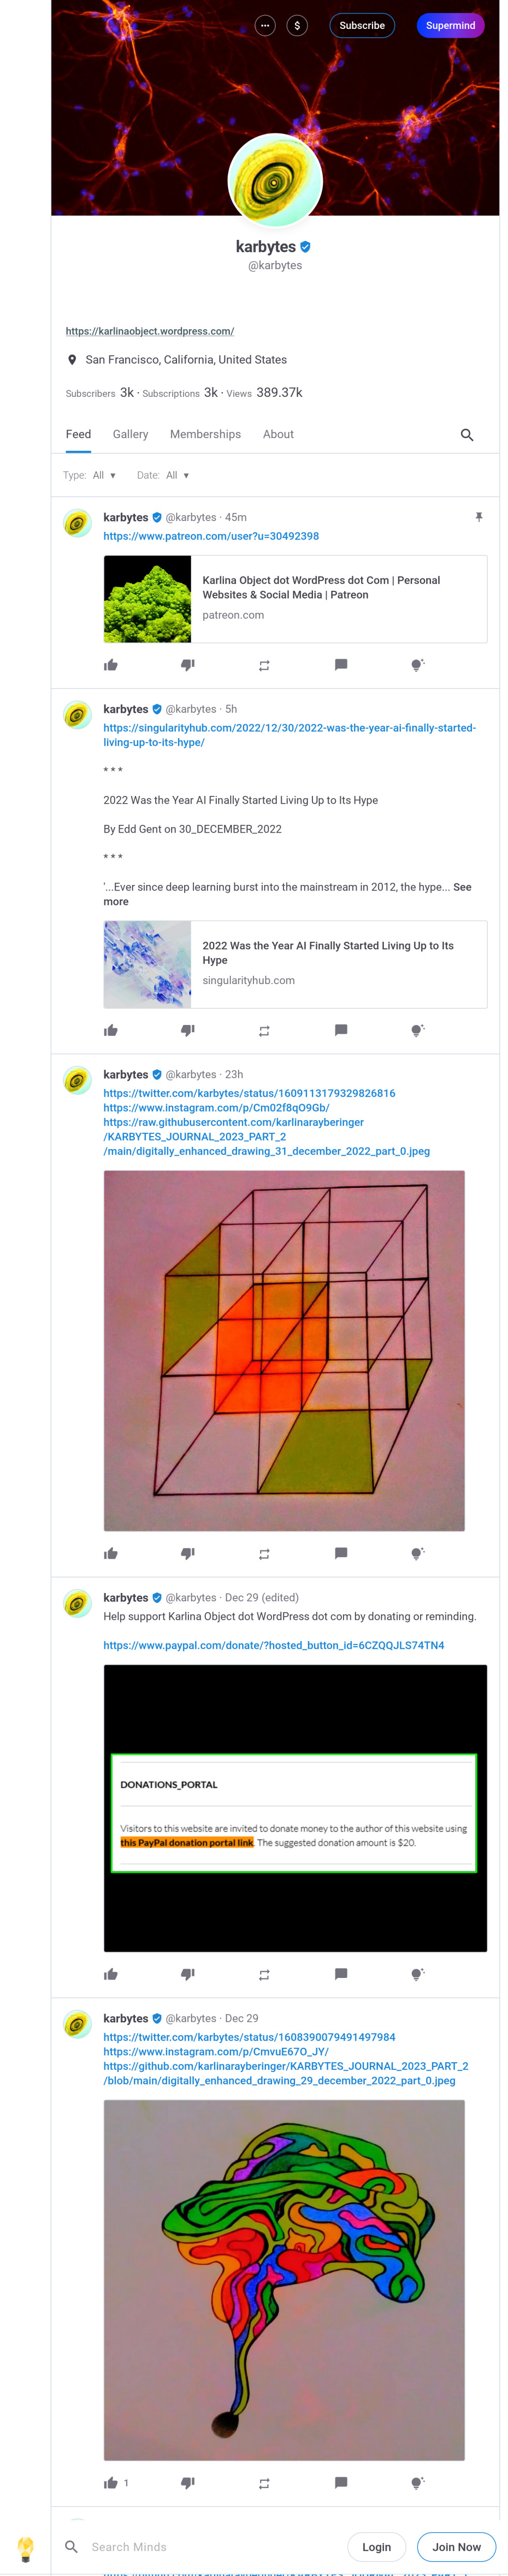 Subscribe
Supermind
karbytes
@karbytes
https://karlinaobject.wordpress.com/
San Francisco, California, United States
Subscribers 3k · Subscriptions 3k · Views 389.37k
Feed Gallery Memberships About
Type: All ▾ Date: All ▾
karbytes @karbytes · 45m
https://www.patreon.com/user?u=30492398
Karlina Object dot WordPress dot Com | Personal
Websites & Social Media | Patreon
patreon.com
karbytes @karbytes · 5h
https://singularityhub.com/2022/12/30/2022-was-the-year-ai-finally-started-
living-up-to-its-hype/
* * *
2022 Was the Year AI Finally Started Living Up to Its Hype
By Edd Gent on 30_DECEMBER_2022
* * *
'...Ever since deep learning burst into the mainstream in 2012, the hype... See
more
2022 Was the Year AI Finally Started Living Up to Its
Hype
singularityhub.com
karbytes @karbytes · 23h
https://twitter.com/karbytes/status/1609113179329826816
https://www.instagram.com/p/Cm02f8qO9Gb/
https://raw.githubusercontent.com/karlinarayberinger
/KARBYTES_JOURNAL_2023_PART_2
/main/digitally_enhanced_drawing_31_december_2022_part_0.jpeg
karbytes @karbytes · Dec 29 (edited)
Help support Karlina Object dot WordPress dot com by donating or reminding.
https://www.paypal.com/donate/?hosted_button_id=6CZQQJLS74TN4
DONATIONS_PORTAL
Visitors to this website are invited to donate money to the author of this website using
this PayPal donation portal link. The suggested donation amount is $20.
karbytes @karbytes · Dec 29
https://twitter.com/karbytes/status/1608390079491497984
https://www.instagram.com/p/CmvuE67O_JY/
https://github.com/karlinarayberinger/KARBYTES_JOURNAL_2023_PART_2
/blob/main/digitally_enhanced_drawing_29_december_2022_part_0.jpeg
1
Search Minds
Login
Join Now